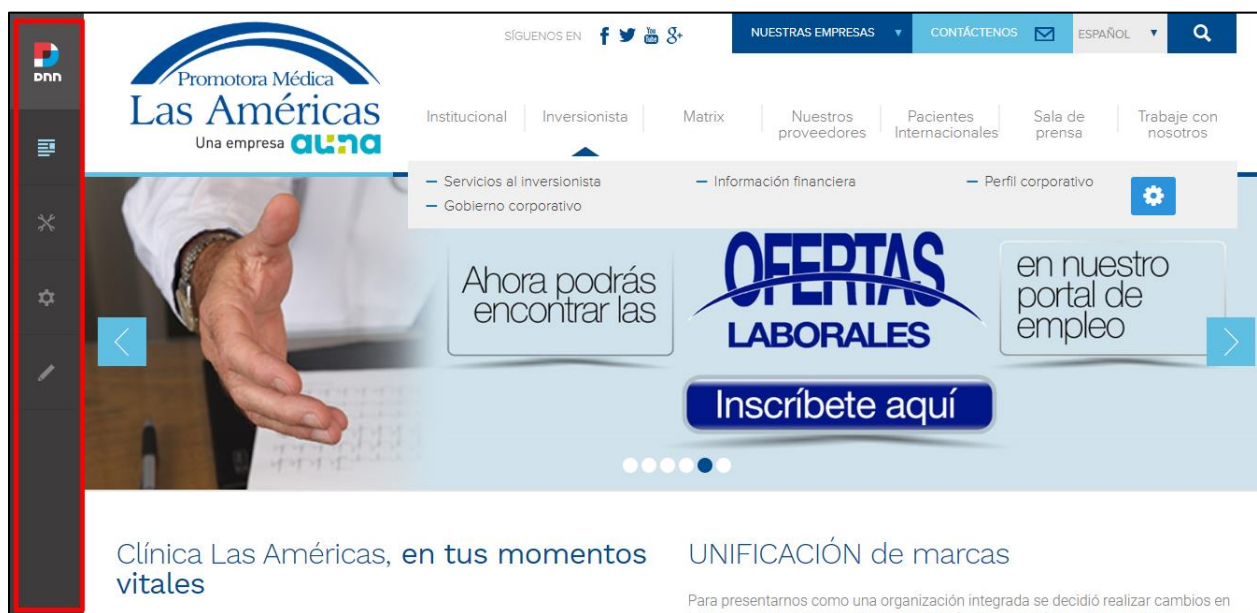 DNN
Promotora Médica
Las Américas
Una empresa auna
SÍGUENOS EN
You Tube
NUESTRAS EMPRESAS
CONTÁCTENOS
ESPAÑOL
Institucional
Inversionista
Matrix
Nuestros
proveedores
Pacientes
Internacionales
Sala de
prensa
Trabaje con
nosotros
– Servicios al inversionista
– Información financiera
– Perfil corporativo
– Gobierno corporativo
Ahora podrás
encontrar las
OFERTAS
LABORALES
en nuestro
portal de
empleo
Inscríbete aquí
Clínica Las Américas, en tus momentos
vitales
UNIFICACIÓN de marcas
Para presentarnos como una organización integrada se decidió realizar cambios en